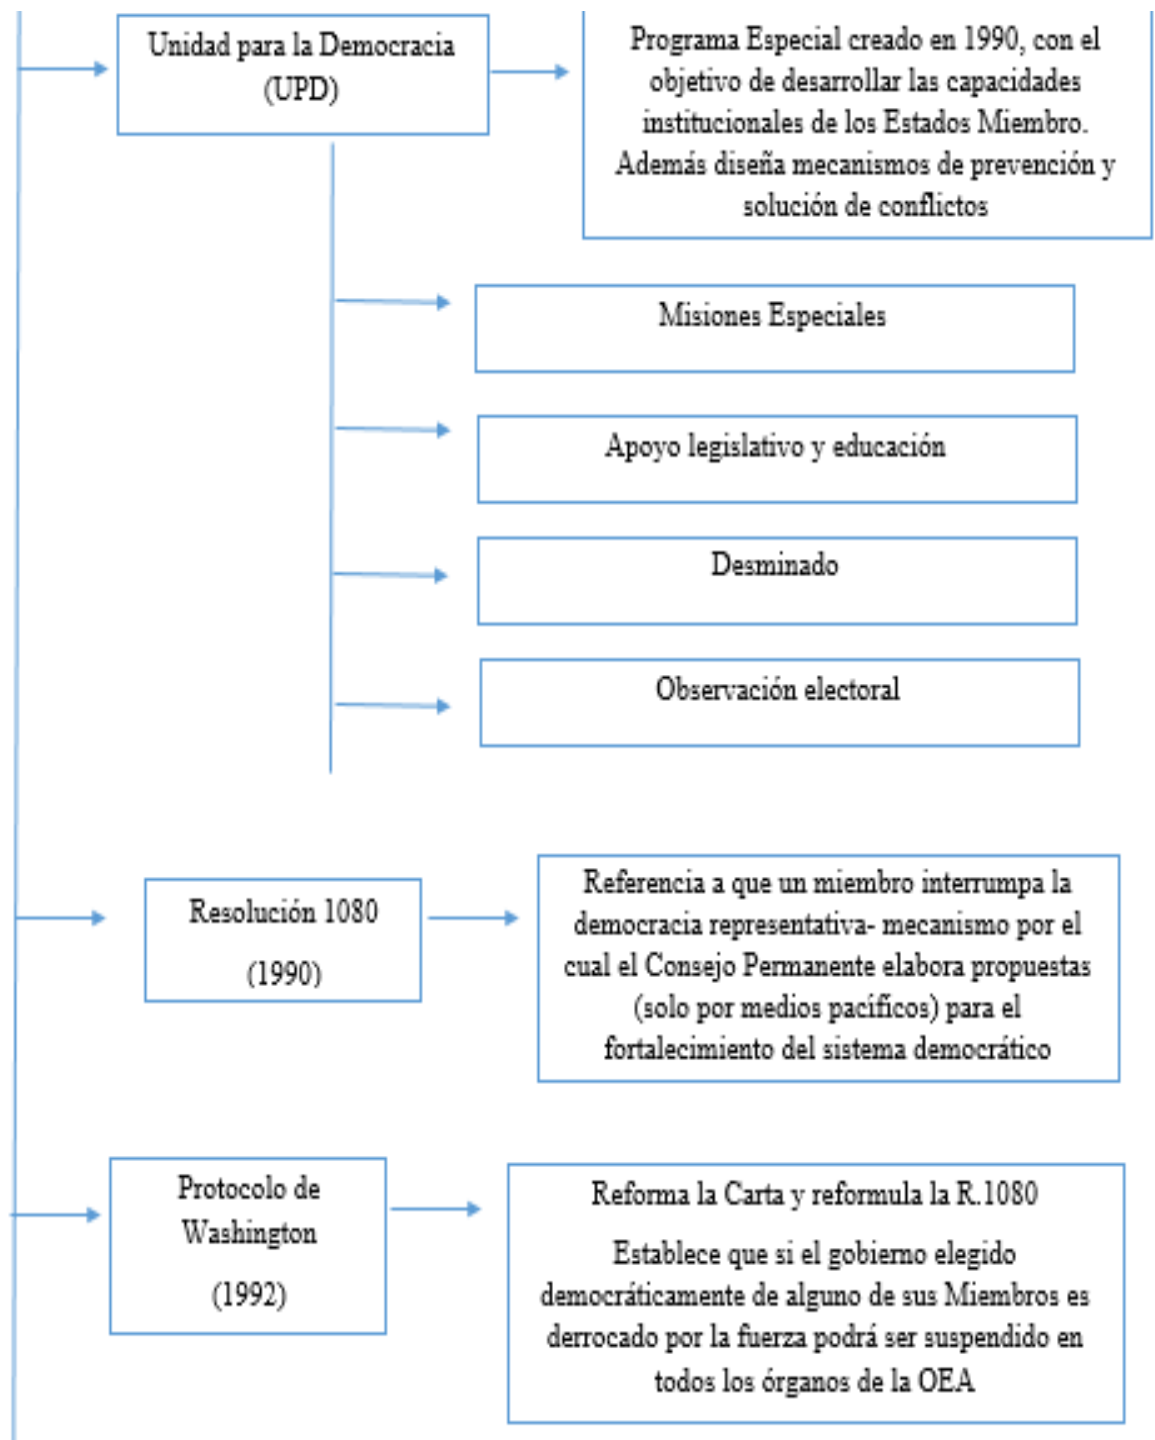 Unidad para la Democracia
(UPD)
Programa Especial creado en 1990, con el
objetivo de desarrollar las capacidades
institucionales de los Estados Miembro.
Además diseña mecanismos de prevención y
solución de conflictos
Misiones Especiales
Apoyo legislativo y educación
Desminado
Observación electoral
Resolución 1080
(1990)
Referencia a que un miembro interrumpa la
democracia representativa- mecanismo por el
cual el Consejo Permanente elabora propuestas
(solo por medios pacíficos) para el
fortalecimiento del sistema democrático
Protocolo de
Washington
(1992)
Reforma la Carta y reformula la R.1080
Establece que si el gobierno elegido
democráticamente de alguno de sus Miembros es
derrocado por la fuerza podrá ser suspendido en
todos los órganos de la OEA